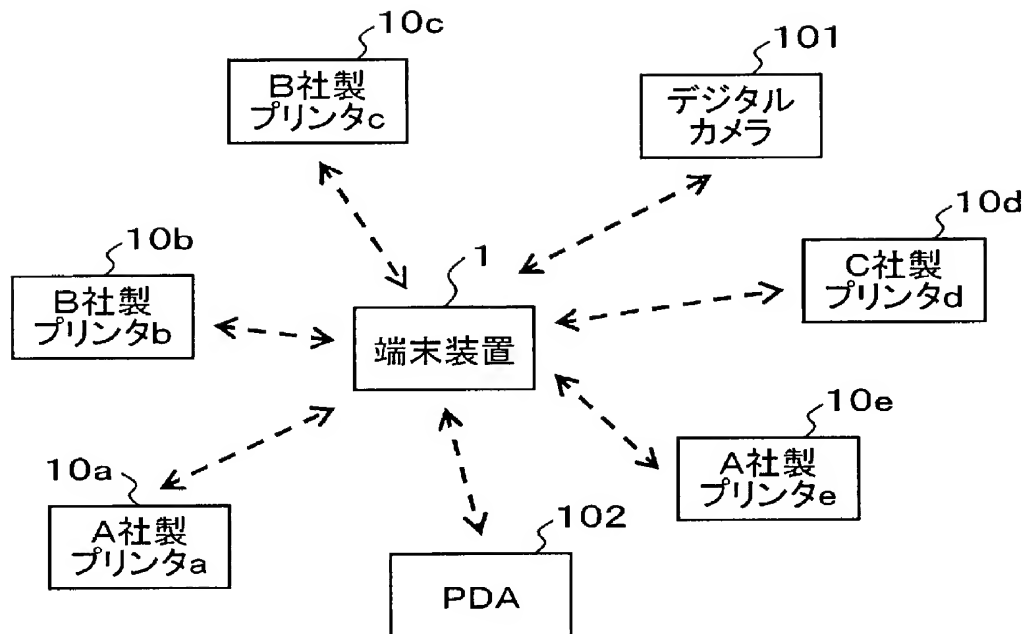 10c
B社製
プリンタc
101
デジタル
カメラ
10b
B社製
プリンタb
1
端末装置
10d
C社製
プリンタd
10a
A社製
プリンタa
102
PDA
10e
A社製
プリンタe